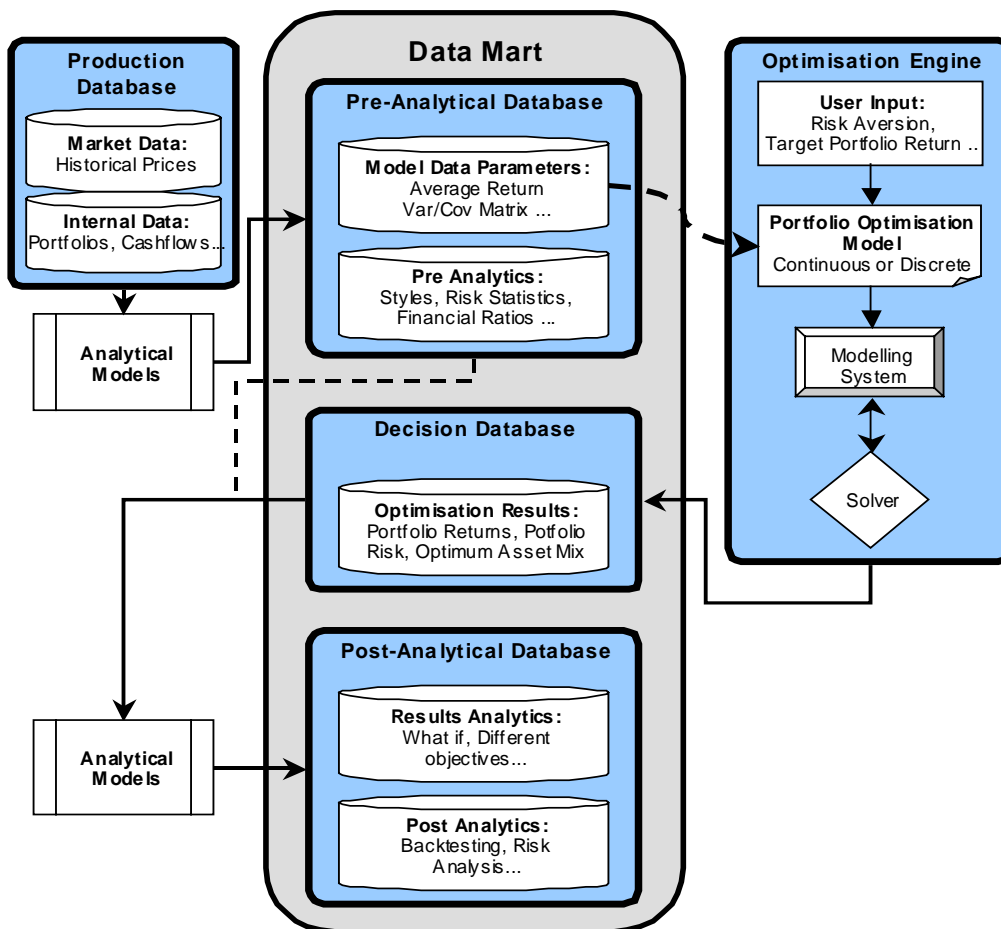 Production
Database
Market Data:
Historical Prices
Internal Data:
Portfolios, Cashflows...
Analytical
Models
Data Mart
Pre-Analytical Database
Model Data Parameters:
Average Return
Var/Cov Matrix ...
Pre Analytics:
Styles, Risk Statistics,
Financial Ratios ...
Decision Database
Optimisation Results:
Portfolio Returns, Potfolio
Risk, Optimum Asset Mix
Post-Analytical Database
Results Analytics:
What if, Different
objectives...
Post Analytics:
Backtesting, Risk
Analysis...
Analytical
Models
Optimisation Engine
User Input:
Risk Aversion,
Target Portfolio Return ..
Portfolio Optimisation
Model
Continuous or Discrete
Modelling
System
Solver